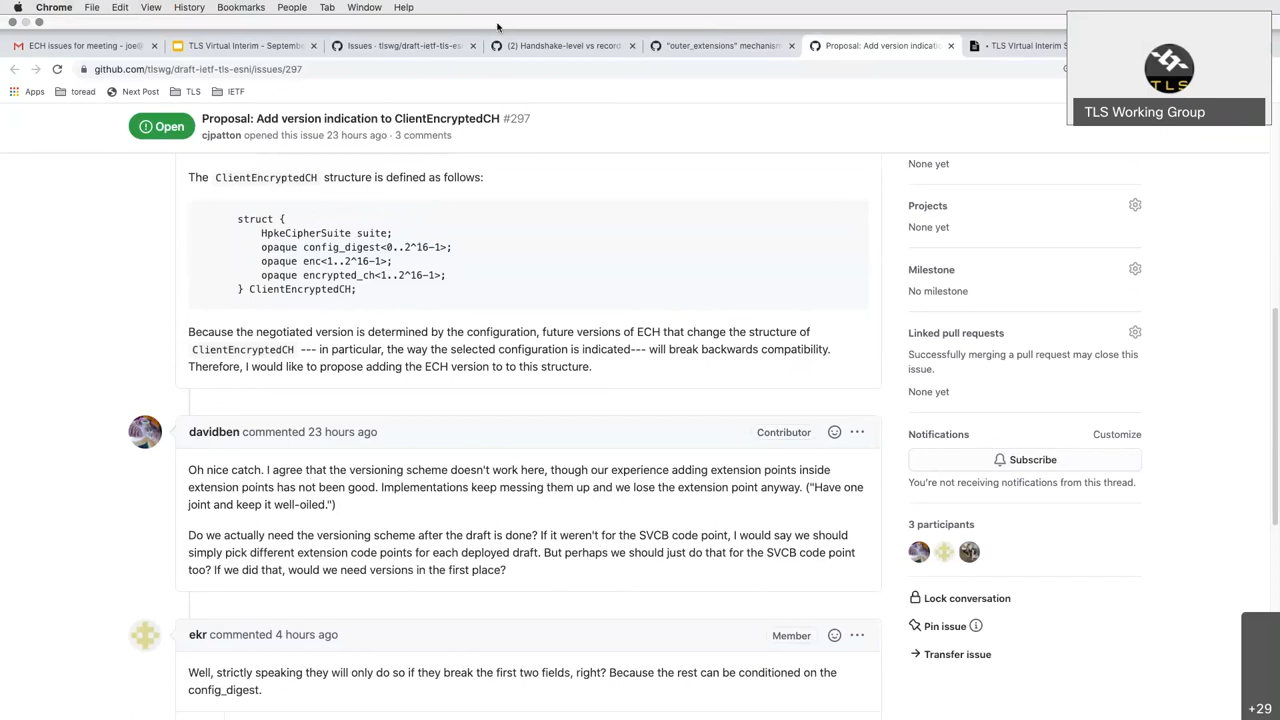 Chrome File Edit View History Bookmarks People Tab Window Help
ECH issues for meeting - joe@
TLS Virtual Interim - Septemb
Issues · tlswg/draft-ietf-tls-es
(2) Handshake-level vs record
"outer_extensions" mechanism
Proposal: Add version indicati
• TLS VIrtual Interim S
github.com/tlswg/draft-ietf-tls-esni/issues/297
Apps toread Next Post TLS IETF
TLS
TLS Working Group
Open
Proposal: Add version indication to ClientEncryptedCH #297
cjpatton opened this issue 23 hours ago · 3 comments
The ClientEncryptedCH structure is defined as follows:
struct {
HpkeCipherSuite suite;
opaque config_digest<0..2^16-1>;
opaque enc<1..2^16-1>;
opaque encrypted_ch<1..2^16-1>;
} ClientEncryptedCH;
Because the negotiated version is determined by the configuration, future versions of ECH that change the structure of
ClientEncryptedCH --- in particular, the way the selected configuration is indicated--- will break backwards compatibility.
Therefore, I would like to propose adding the ECH version to to this structure.
davidben commented 23 hours ago
Contributor
Oh nice catch. I agree that the versioning scheme doesn't work here, though our experience adding extension points inside
extension points has not been good. Implementations keep messing them up and we lose the extension point anyway. ("Have one
joint and keep it well-oiled.")
Do we actually need the versioning scheme after the draft is done? If it weren't for the SVCB code point, I would say we should
simply pick different extension code points for each deployed draft. But perhaps we should just do that for the SVCB code point
too? If we did that, would we need versions in the first place?
ekr commented 4 hours ago
Member
Well, strictly speaking they will only do so if they break the first two fields, right? Because the rest can be conditioned on the
config_digest.
None yet
Projects
None yet
Milestone
No milestone
Linked pull requests
Successfully merging a pull request may close this
issue.
None yet
Notifications
Customize
Subscribe
You're not receiving notifications from this thread.
3 participants
Lock conversation
Pin issue
Transfer issue
+29